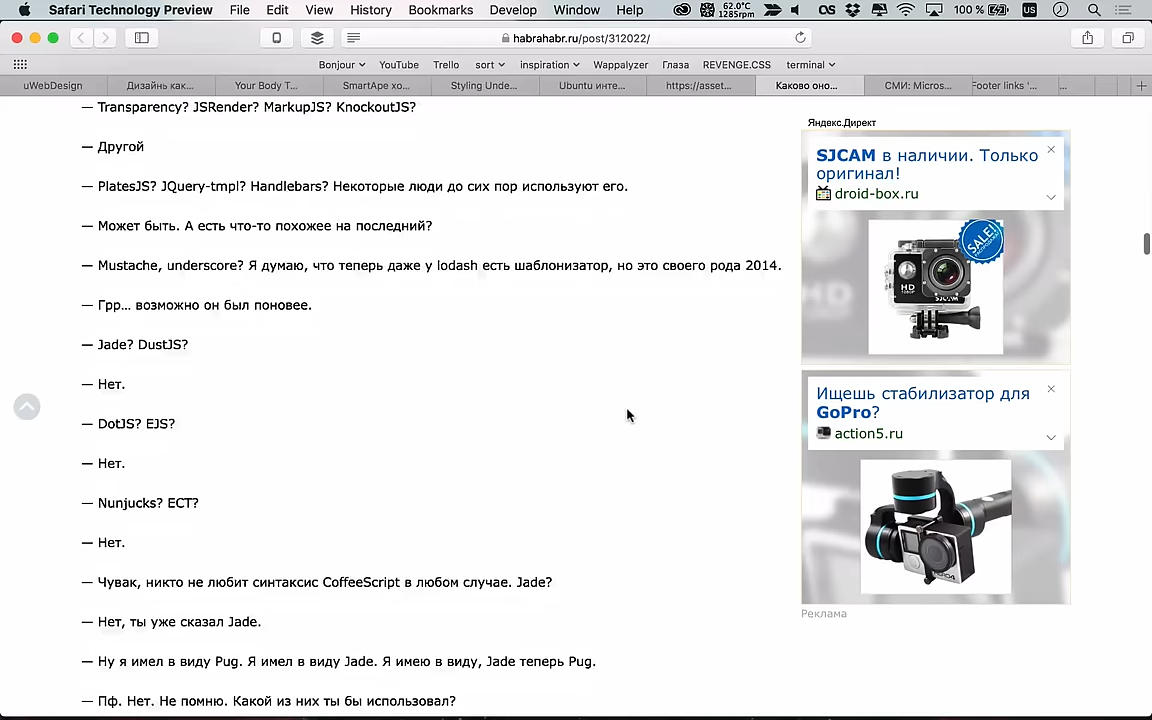 Safari Technology Preview File Edit View History Bookmarks Develop Window Help 62.0°C 1285rpm 100 % US
habrahabr.ru/post/312022/
Bonjour YouTube Trello sort inspiration Wappalyzer Глаза REVENGE.CSS terminal
uWebDesign Дизайнь как... Your Body T... SmartApe хо... Styling Unde... Ubuntu инте... https://asset... Каково оно... СМИ: Micros... Footer links '... ...
— Transparency? JSRender? MarkupJS? KnockoutJS?
— Другой
— PlatesJS? JQuery-tmpl? Handlebars? Некоторые люди до сих пор используют его.
— Может быть. А есть что-то похожее на последний?
— Mustache, underscore? Я думаю, что теперь даже у lodash есть шаблонизатор, но это своего рода 2014.
— Грр... возможно он был поновее.
— Jade? DustJS?
— Нет.
— DotJS? EJS?
— Нет.
— Nunjucks? ECT?
— Нет.
— Чувак, никто не любит синтаксис CoffeeScript в любом случае. Jade?
— Нет, ты уже сказал Jade.
— Ну я имел в виду Pug. Я имел в виду Jade. Я имею в виду, Jade теперь Pug.
— Пф. Нет. Не помню. Какой из них ты бы использовал?
Яндекс.Директ
SJCAM в наличии. Только
оригинал!
droid-box.ru
SALE!
HD
SJCAM
Ищешь стабилизатор для
GoPro?
action5.ru
Реклама